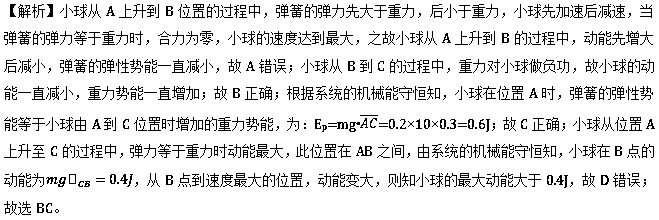 【解析】小球从 A 上升到 B 位置的过程中，弹簧的弹力先大于重力，后小于重力，小球先加速后减速，当
弹簧的弹力等于重力时，合力为零，小球的速度达到最大，之故小球从 A 上升到 B 的过程中，动能先增大
后减小，弹簧的弹性势能一直减小，故 A 错误；小球从 B 到 C 的过程中，重力对小球做负功，故小球的动
能一直减小，重力势能一直增加；故 B 正确；根据系统的机械能守恒知，小球在位置 A 时，弹簧的弹性势
能等于小球由 A 到 C 位置时增加的重力势能，为：Ep=mg•AC=0.2×10×0.3=0.6J；故 C 正确；小球从位置 A
上升至 C 的过程中，弹力等于重力时动能最大，此位置在 AB 之间，由系统的机械能守恒知，小球在 B 点的
动能为mg□CB = 0.4J，从 B 点到速度最大的位置，动能变大，则知小球的最大动能大于 0.4J，故 D 错误；
故选 BC。